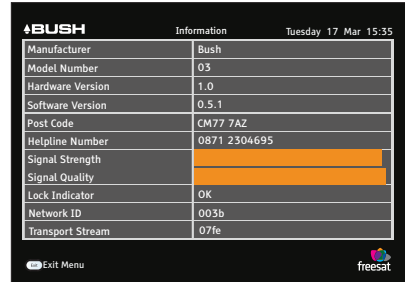 BUSH Information Tuesday 17 Mar 15:35
Manufacturer Bush
Model Number 03
Hardware Version 1.0
Software Version 0.5.1
Post Code CM77 7AZ
Helpline Number 0871 2304695
Signal Strength
Signal Quality
Lock Indicator OK
Network ID 003b
Transport Stream 07fe
Exit Exit Menu
freesat